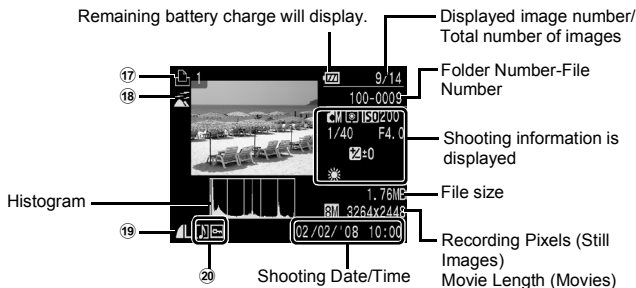 Remaining battery charge will display.
Displayed image number/
Total number of images
17
1
9/14
18
100-0009
Folder Number-File
Number
M ISO200
1/40 F4.0
±0
Shooting information is
displayed
1.76MB
File size
Histogram
8M 3264x2448
19
L
02/02/'08 10:00
Recording Pixels (Still
Images)
Movie Length (Movies)
20
Shooting Date/Time